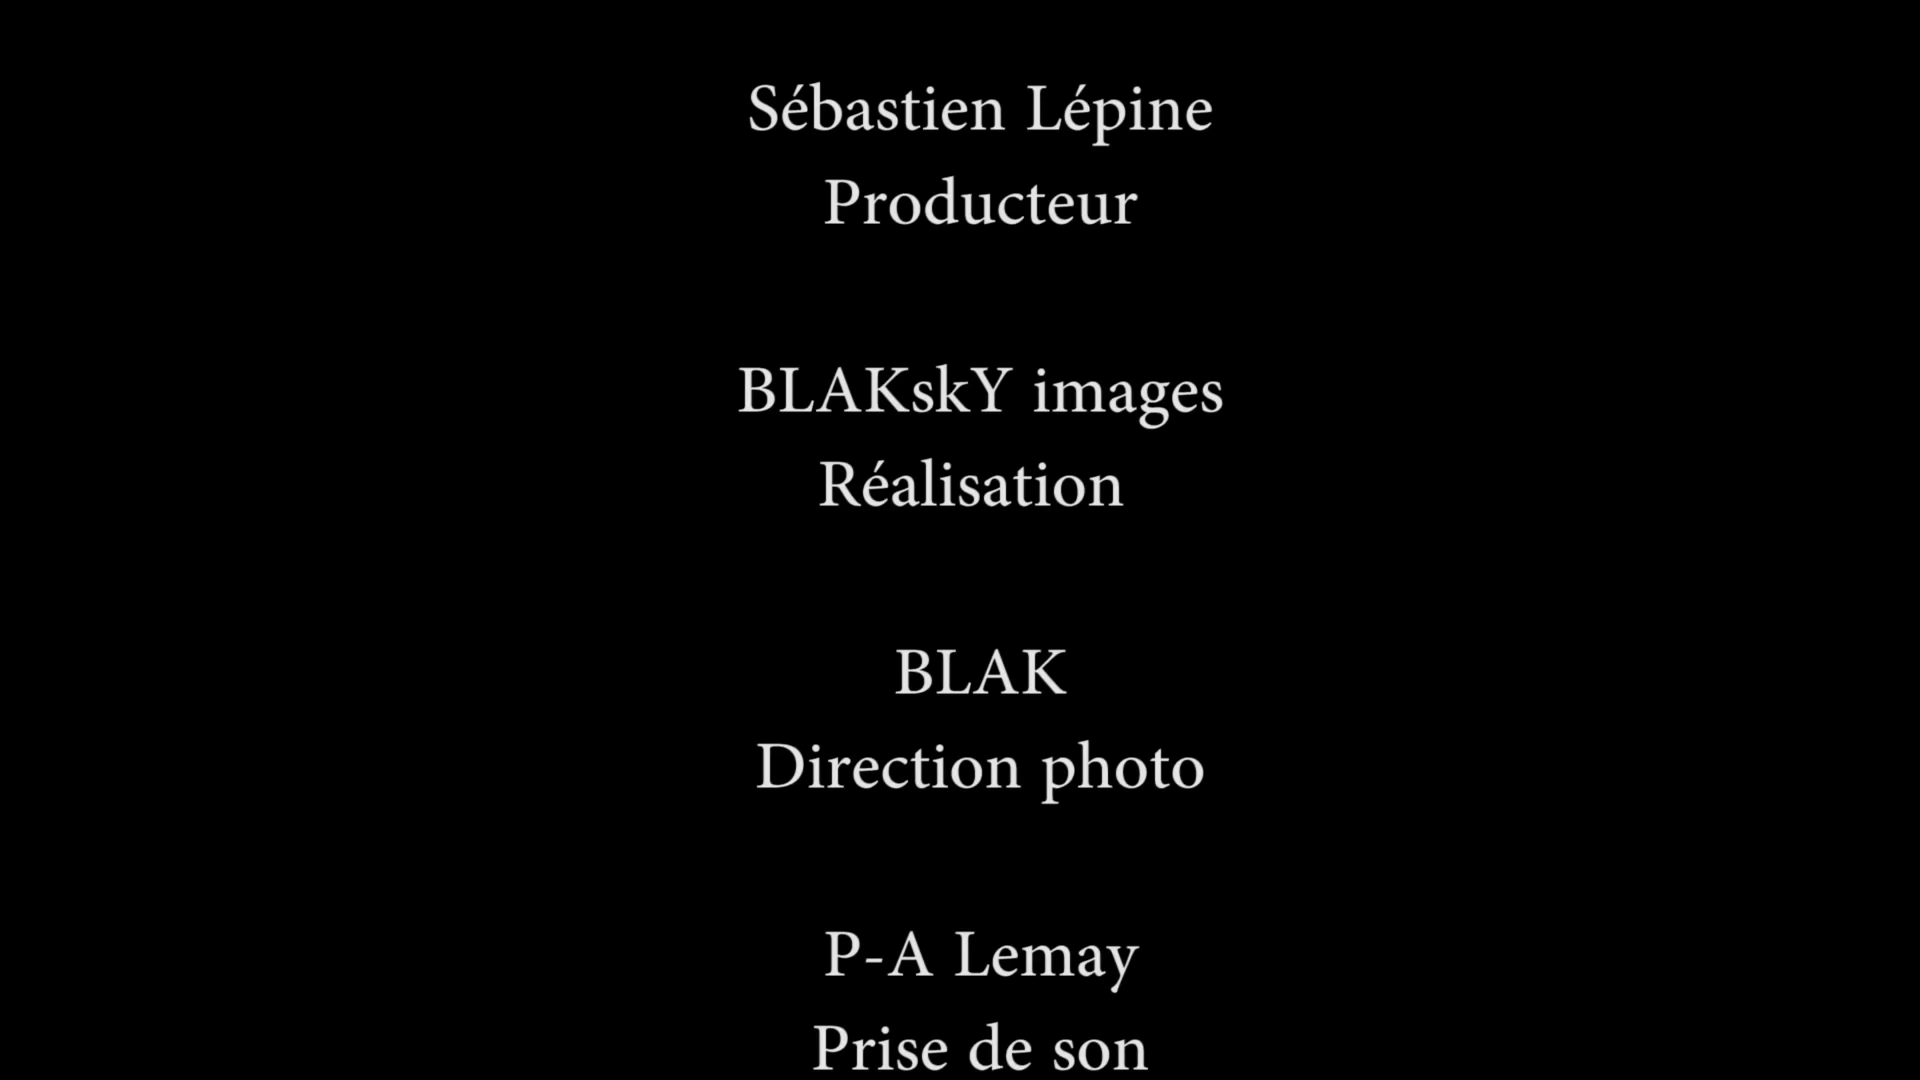 Sébastien Lépine
Producteur
BLAKskY images
Réalisation
BLAK
Direction photo
P-A Lemay
Prise de son